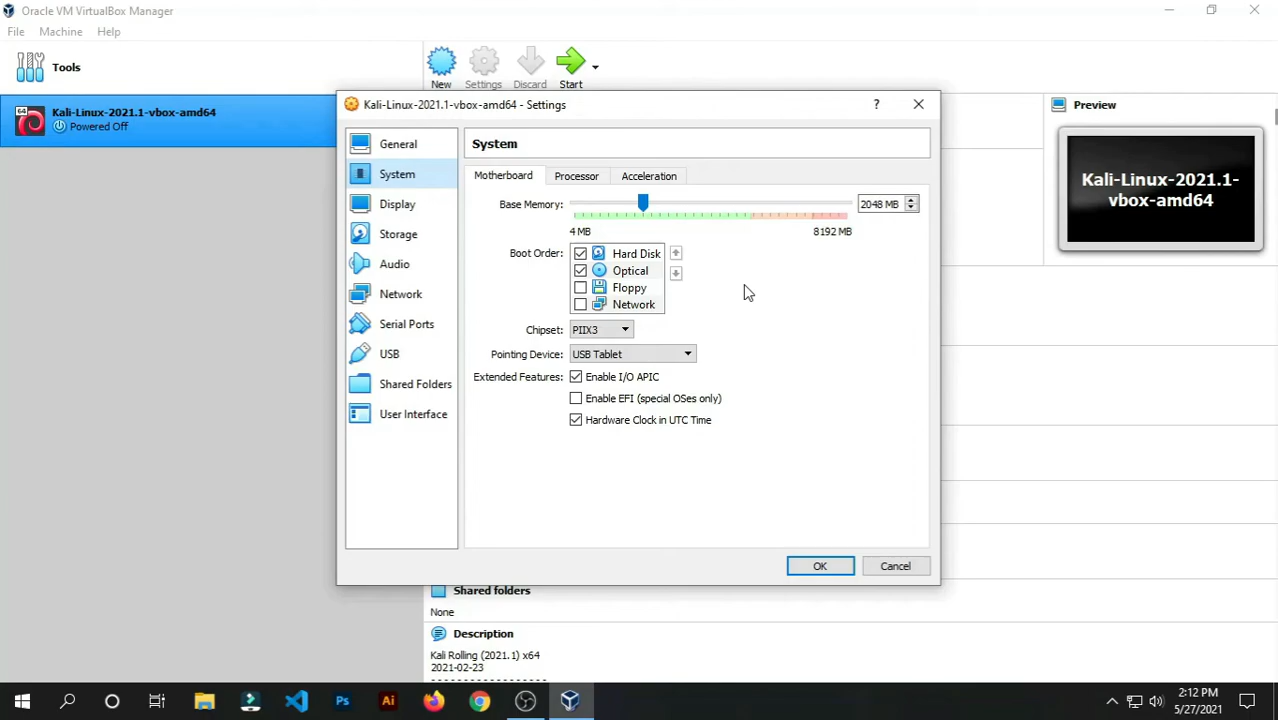 Oracle VM VirtualBox Manager
File Machine Help
Tools
New Settings Discard Start
64
Kali-Linux-2021.1-vbox-amd64
Powered Off
Kali-Linux-2021.1-vbox-amd64 - Settings
?
Preview
Kali-Linux-2021.1-
vbox-amd64
General
System
Display
Storage
Audio
Network
Serial Ports
USB
Shared Folders
User Interface
System
Motherboard Processor Acceleration
Base Memory: 2048 MB
4 MB 8192 MB
Boot Order: Hard Disk
Optical
Floppy
Network
Chipset: PIIX3
Pointing Device: USB Tablet
Extended Features: Enable I/O APIC
Enable EFI (special OSes only)
Hardware Clock in UTC Time
OK Cancel
Shared folders
None
Description
Kali Rolling (2021.1) x64
2021-02-23
- - - - - - - - - - - - - - - - - - -
Ps Ai
2:12 PM
5/27/2021